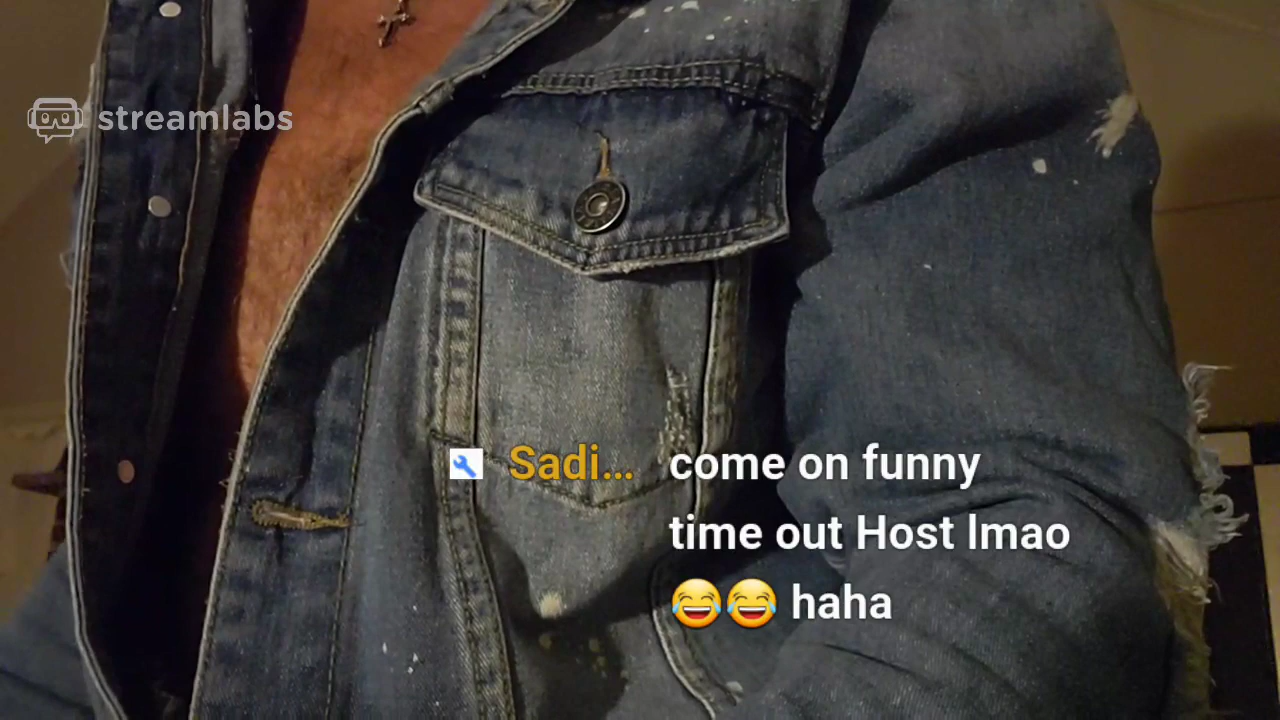 streamlabs
Sadi... come on funny
time out Host lmao
😂😂 haha